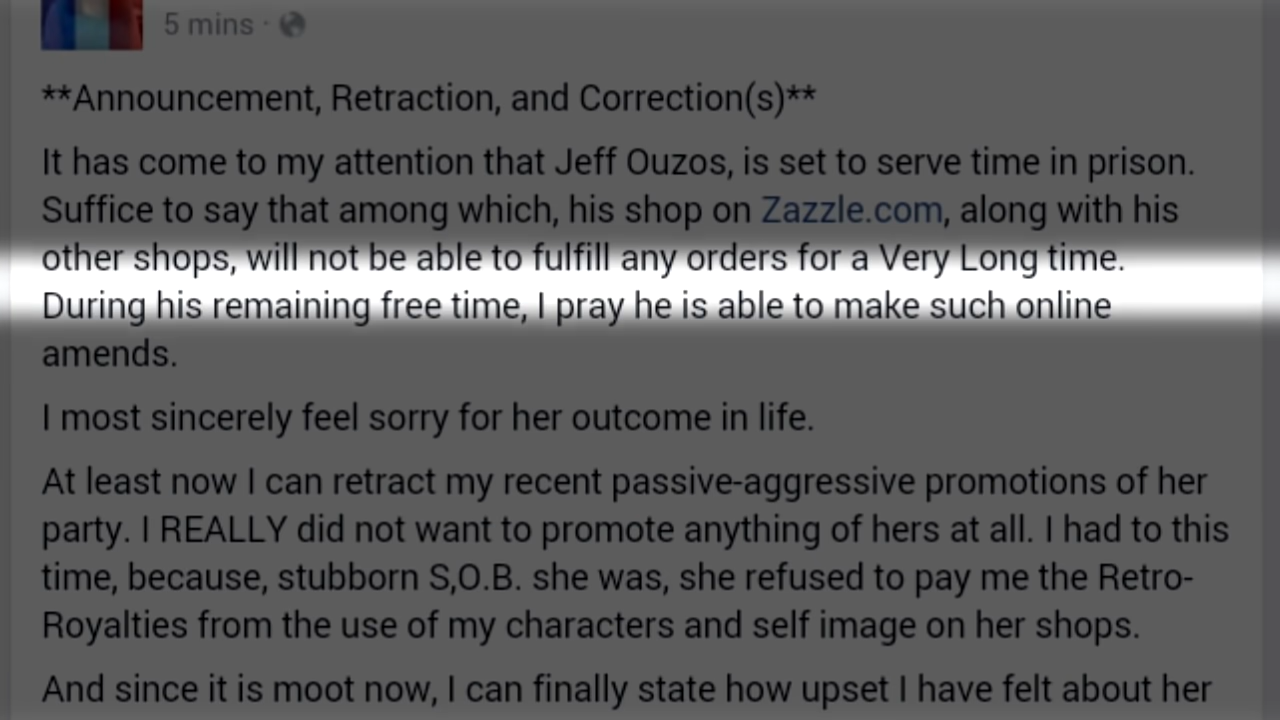 5 mins ·
**Announcement, Retraction, and Correction(s)**
It has come to my attention that Jeff Ouzos, is set to serve time in prison.
Suffice to say that among which, his shop on Zazzle.com, along with his
other shops, will not be able to fulfill any orders for a Very Long time.
During his remaining free time, I pray he is able to make such online
amends.
I most sincerely feel sorry for her outcome in life.
At least now I can retract my recent passive-aggressive promotions of her
party. I REALLY did not want to promote anything of hers at all. I had to this
time, because, stubborn S,O.B. she was, she refused to pay me the Retro-
Royalties from the use of my characters and self image on her shops.
And since it is moot now, I can finally state how upset I have felt about her